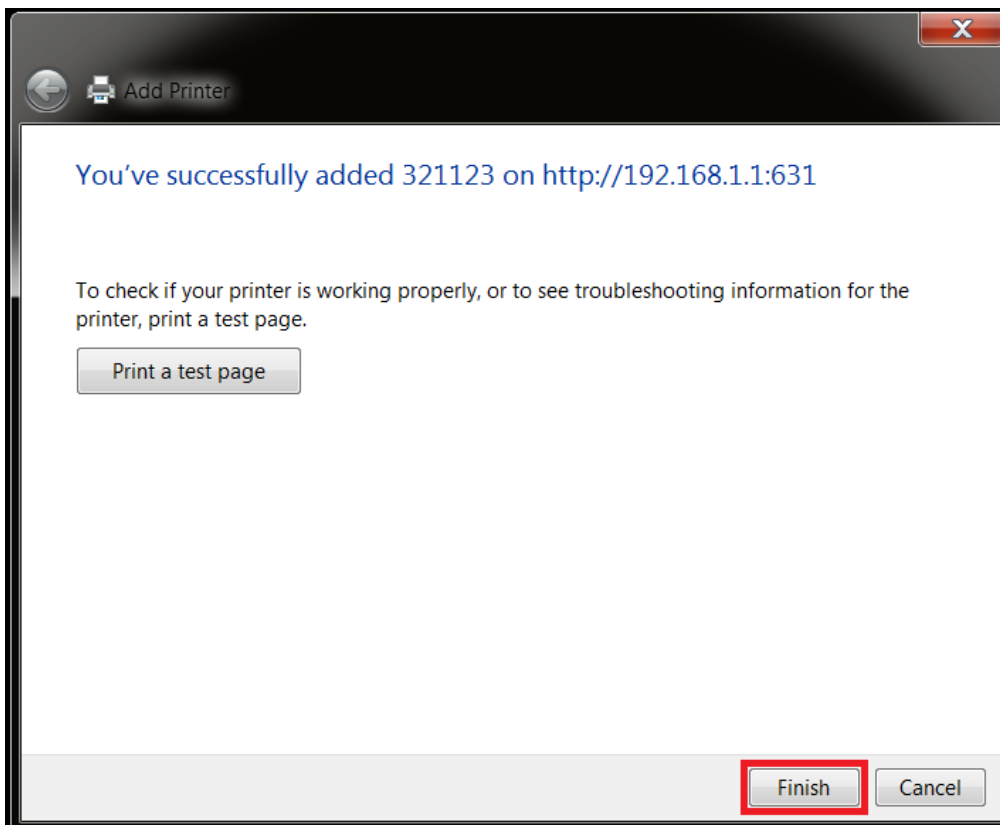 Add Printer
You've successfully added 321123 on http://192.168.1.1:631
To check if your printer is working properly, or to see troubleshooting information for the
printer, print a test page.
Print a test page
Finish
Cancel